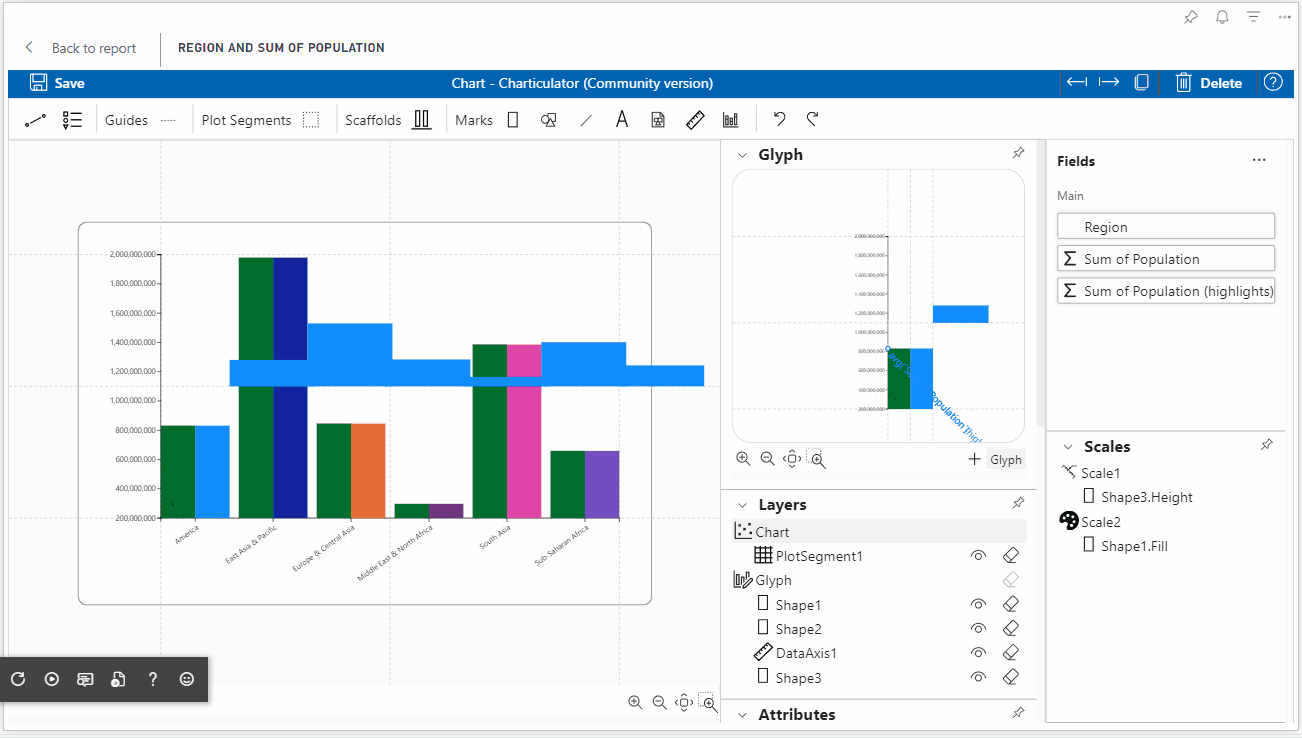 Back to report
REGION AND SUM OF POPULATION
Save
Chart - Charticulator (Community version)
Delete
Guides
Plot Segments
Scaffolds
Marks
2,000,000,000
1,800,000,000
1,600,000,000
1,400,000,000
1,200,000,000
1,000,000,000
800,000,000
600,000,000
400,000,000
200,000,000
America
East Asia & Pacific
Europe & Central Asia
Middle East & North Africa
South Asia
Sub-Saharan Africa
Glyph
2,000,000,000
1,800,000,000
1,600,000,000
1,400,000,000
1,200,000,000
1,000,000,000
800,000,000
600,000,000
400,000,000
200,000,000
Population
Glyph
Layers
Chart
PlotSegment1
Glyph
Shape1
Shape2
DataAxis1
Shape3
Attributes
Fields
Main
Region
Σ Sum of Population
Σ Sum of Population (highlights)
Scales
Scale1
Shape3.Height
Scale2
Shape1.Fill